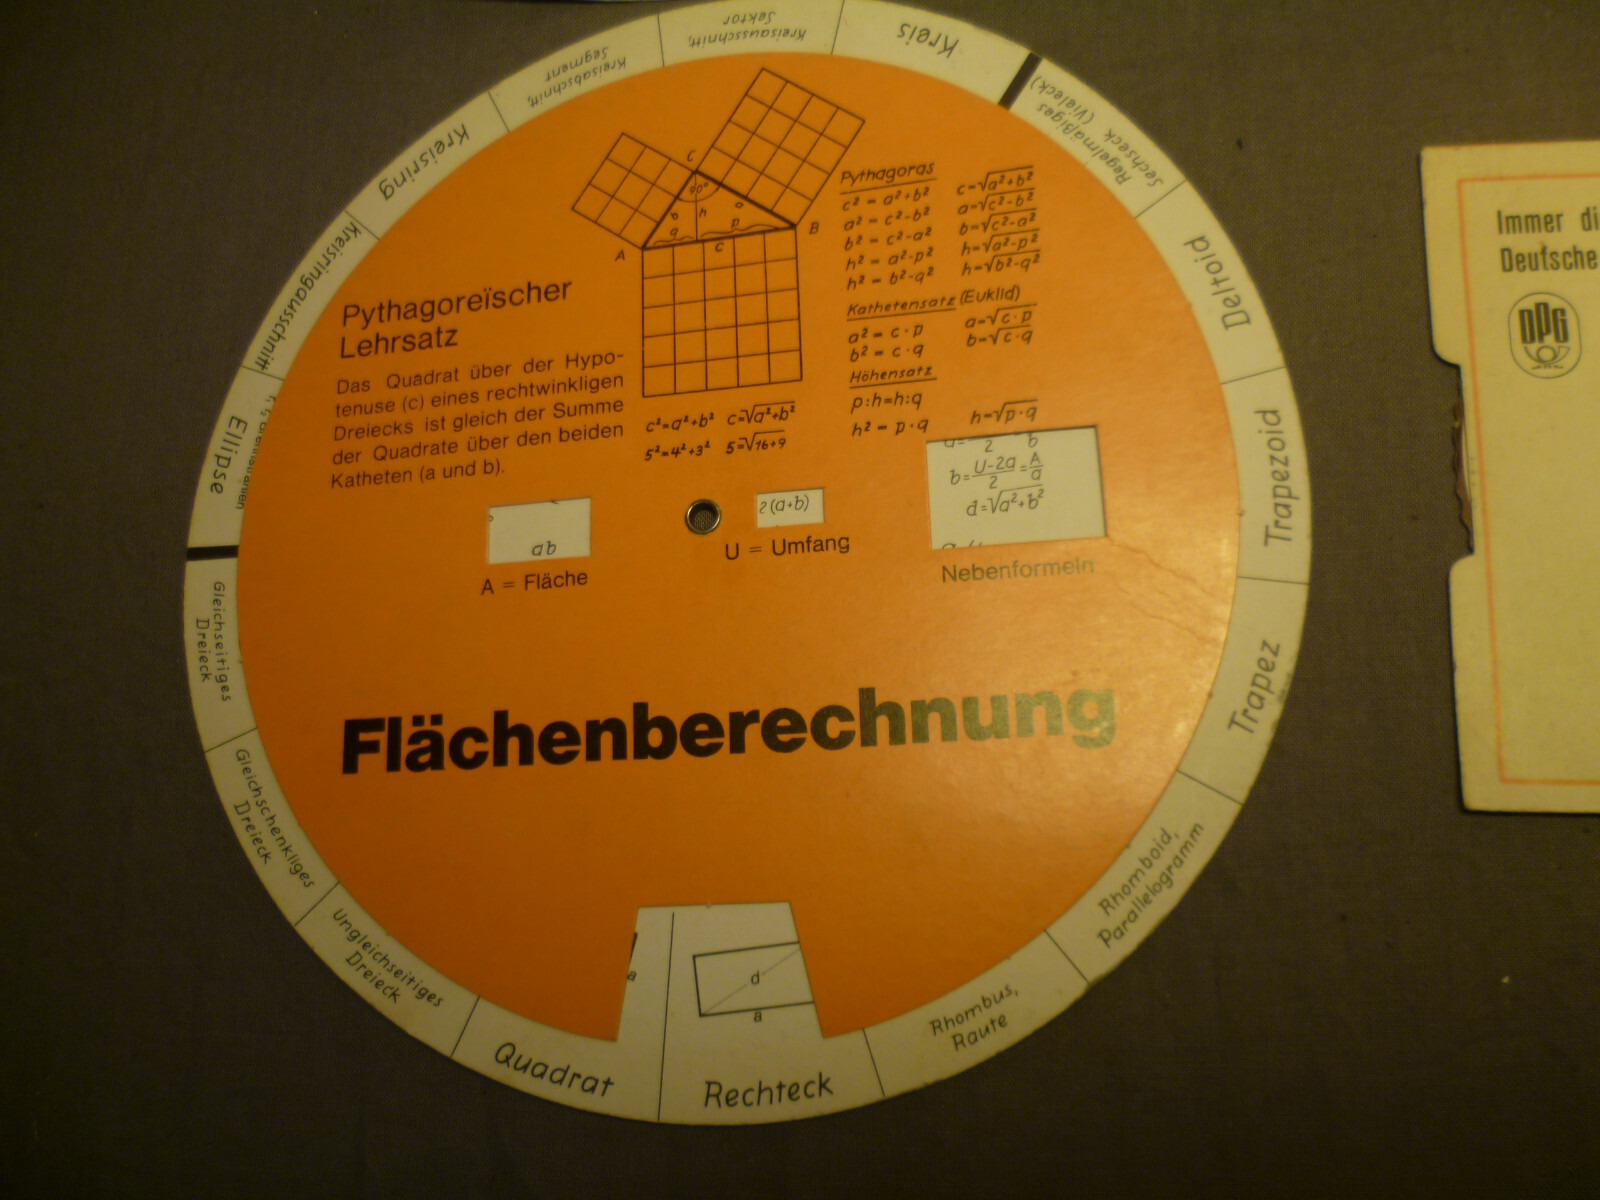 Kreisausschnitt,
Sektor
Kreis
Kreisabschnitt,
Segment
Regelmäßiges
Sechseck (Vieleck)
Kreisring
Deltoid
Kreisringausschnitt
Trapezoid
Ellipse
Trapez
Gleichseitiges
Dreieck
Rhomboid,
Parallelogramm
Gleichschenkliges
Dreieck
Rhombus,
Raute
Ungleichseitiges
Dreieck
Quadrat
Rechteck
C
90°
b
h
a
q
p
A
c
B
Pythagoreïscher
Lehrsatz
Das Quadrat über der Hypo-
tenuse (c) eines rechtwinkligen
Dreiecks ist gleich der Summe
der Quadrate über den beiden
Katheten (a und b).
c²=a²+b² c=√a²+b²
5²=4²+3² 5=√16+9
Pythagoras
c² = a²+b² c=√a²+b²
a² = c²-b² a=√c²-b²
b² = c²-a² b=√c²-a²
h² = a²-p² h=√a²-p²
h² = b²-q² h=√b²-q²
Kathetensatz (Euklid)
a² = c·p a=√c·p
b² = c·q b=√c·q
Höhensatz
p:h=h:q
h² = p·q h=√p·q
ab
A = Fläche
2(a+b)
U = Umfang
2 b
b=U-2a/2=A/a
d=√a²+b²
Nebenformeln
Flächenberechnung
a
d
a
Immer di
Deutsche
DPG